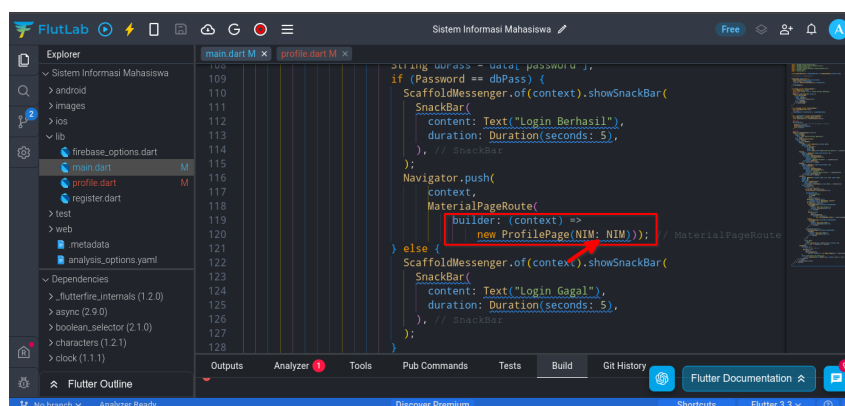 FlutLab
Sistem Informasi Mahasiswa
Free
A
Explorer
main.dart M ×
profile.dart M ×
Sistem Informasi Mahasiswa
android
images
ios
lib
firebase_options.dart
main.dart M
profile.dart M
register.dart
test
web
.metadata
analysis_options.yaml
Dependencies
_flutterfire_internals (1.2.0)
async (2.9.0)
boolean_selector (2.1.0)
characters (1.2.1)
clock (1.1.1)
Flutter Outline
2
R
108 String dbPass = data['password'];
109 if (Password == dbPass) {
110 ScaffoldMessenger.of(context).showSnackBar(
111 SnackBar(
112 content: Text("Login Berhasil"),
113 duration: Duration(seconds: 5),
114 ), // SnackBar
115 );
116 Navigator.push(
117 context,
118 MaterialPageRoute(
119 builder: (context) =>
120 new ProfilePage(NIM: NIM))); // MaterialPageRoute
121 } else {
122 ScaffoldMessenger.of(context).showSnackBar(
123 SnackBar(
124 content: Text("Login Gagal"),
125 duration: Duration(seconds: 5),
126 ), // SnackBar
127 );
128 }
Outputs Analyzer 1 Tools Pub Commands Tests Build Git History
Flutter Documentation
No branch Analyzer Ready Discover Premium Shortcuts Flutter 3.3